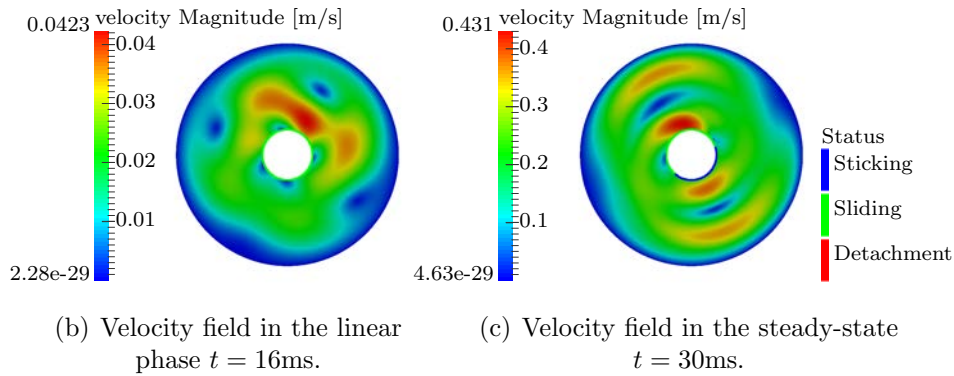 velocity Magnitude [m/s]
0.0423
0.04
0.03
0.02
0.01
2.28e-29
velocity Magnitude [m/s]
0.431
0.4
0.3
0.2
0.1
4.63e-29
Status
Sticking
Sliding
Detachment
(b) Velocity field in the linear
phase t = 16ms.
(c) Velocity field in the steady-state
t = 30ms.